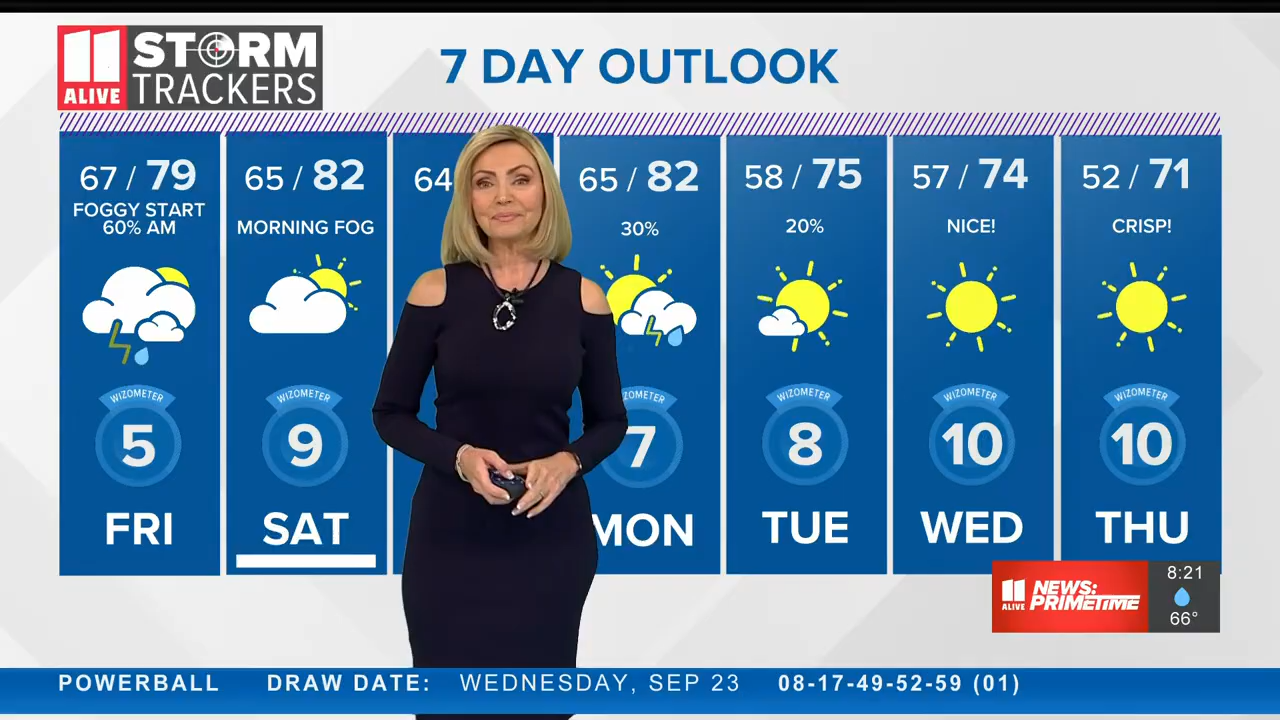 11
ALIVE
STORM
TRACKERS
7 DAY OUTLOOK
67 / 79
FOGGY START
60% AM
WIZOMETER
5
FRI
65 / 82
MORNING FOG
WIZOMETER
9
SAT
64
65 / 82
30%
7
MON
58 / 75
20%
WIZOMETER
8
TUE
57 / 74
NICE!
WIZOMETER
10
WED
52 / 71
CRISP!
WIZOMETER
10
THU
11
ALIVE
NEWS:
PRIMETIME
8:21
66°
POWERBALL DRAW DATE: WEDNESDAY, SEP 23 08-17-49-52-59 (01)